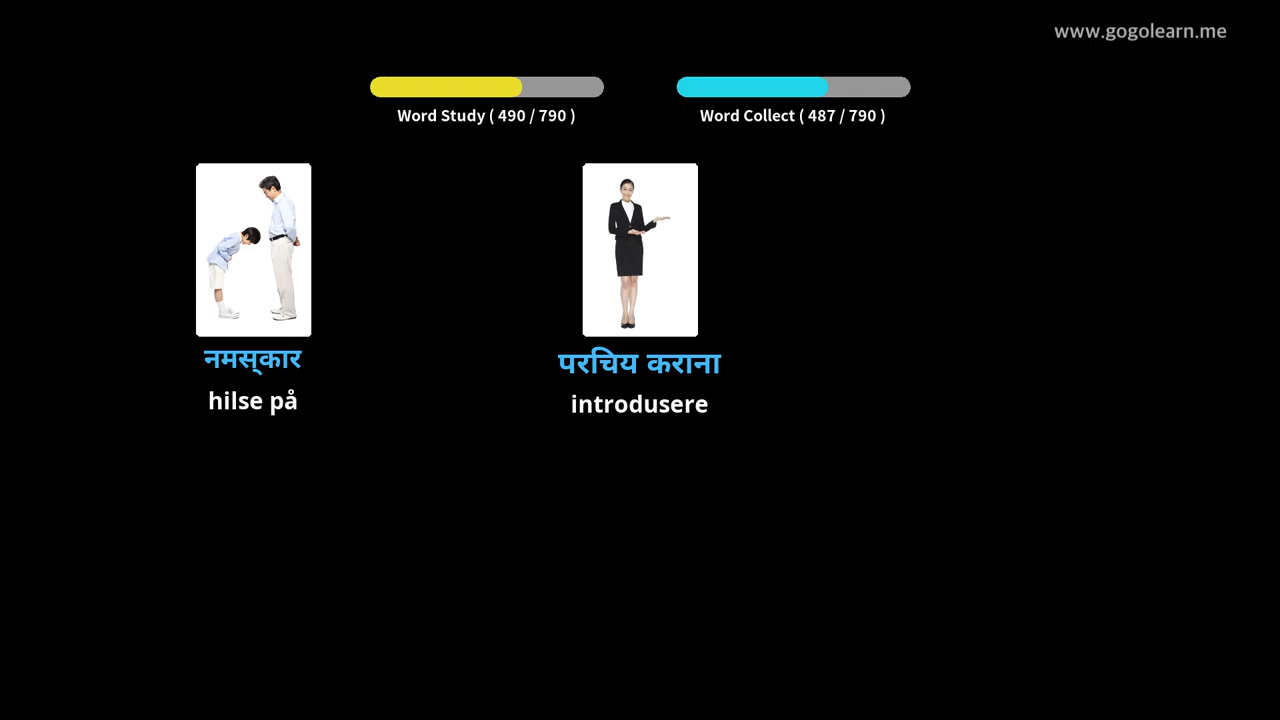 www.gogolearn.me
Word Study ( 490 / 790 )
Word Collect ( 487 / 790 )
नमस्कार
hilse på
परिचय कराना
introdusere